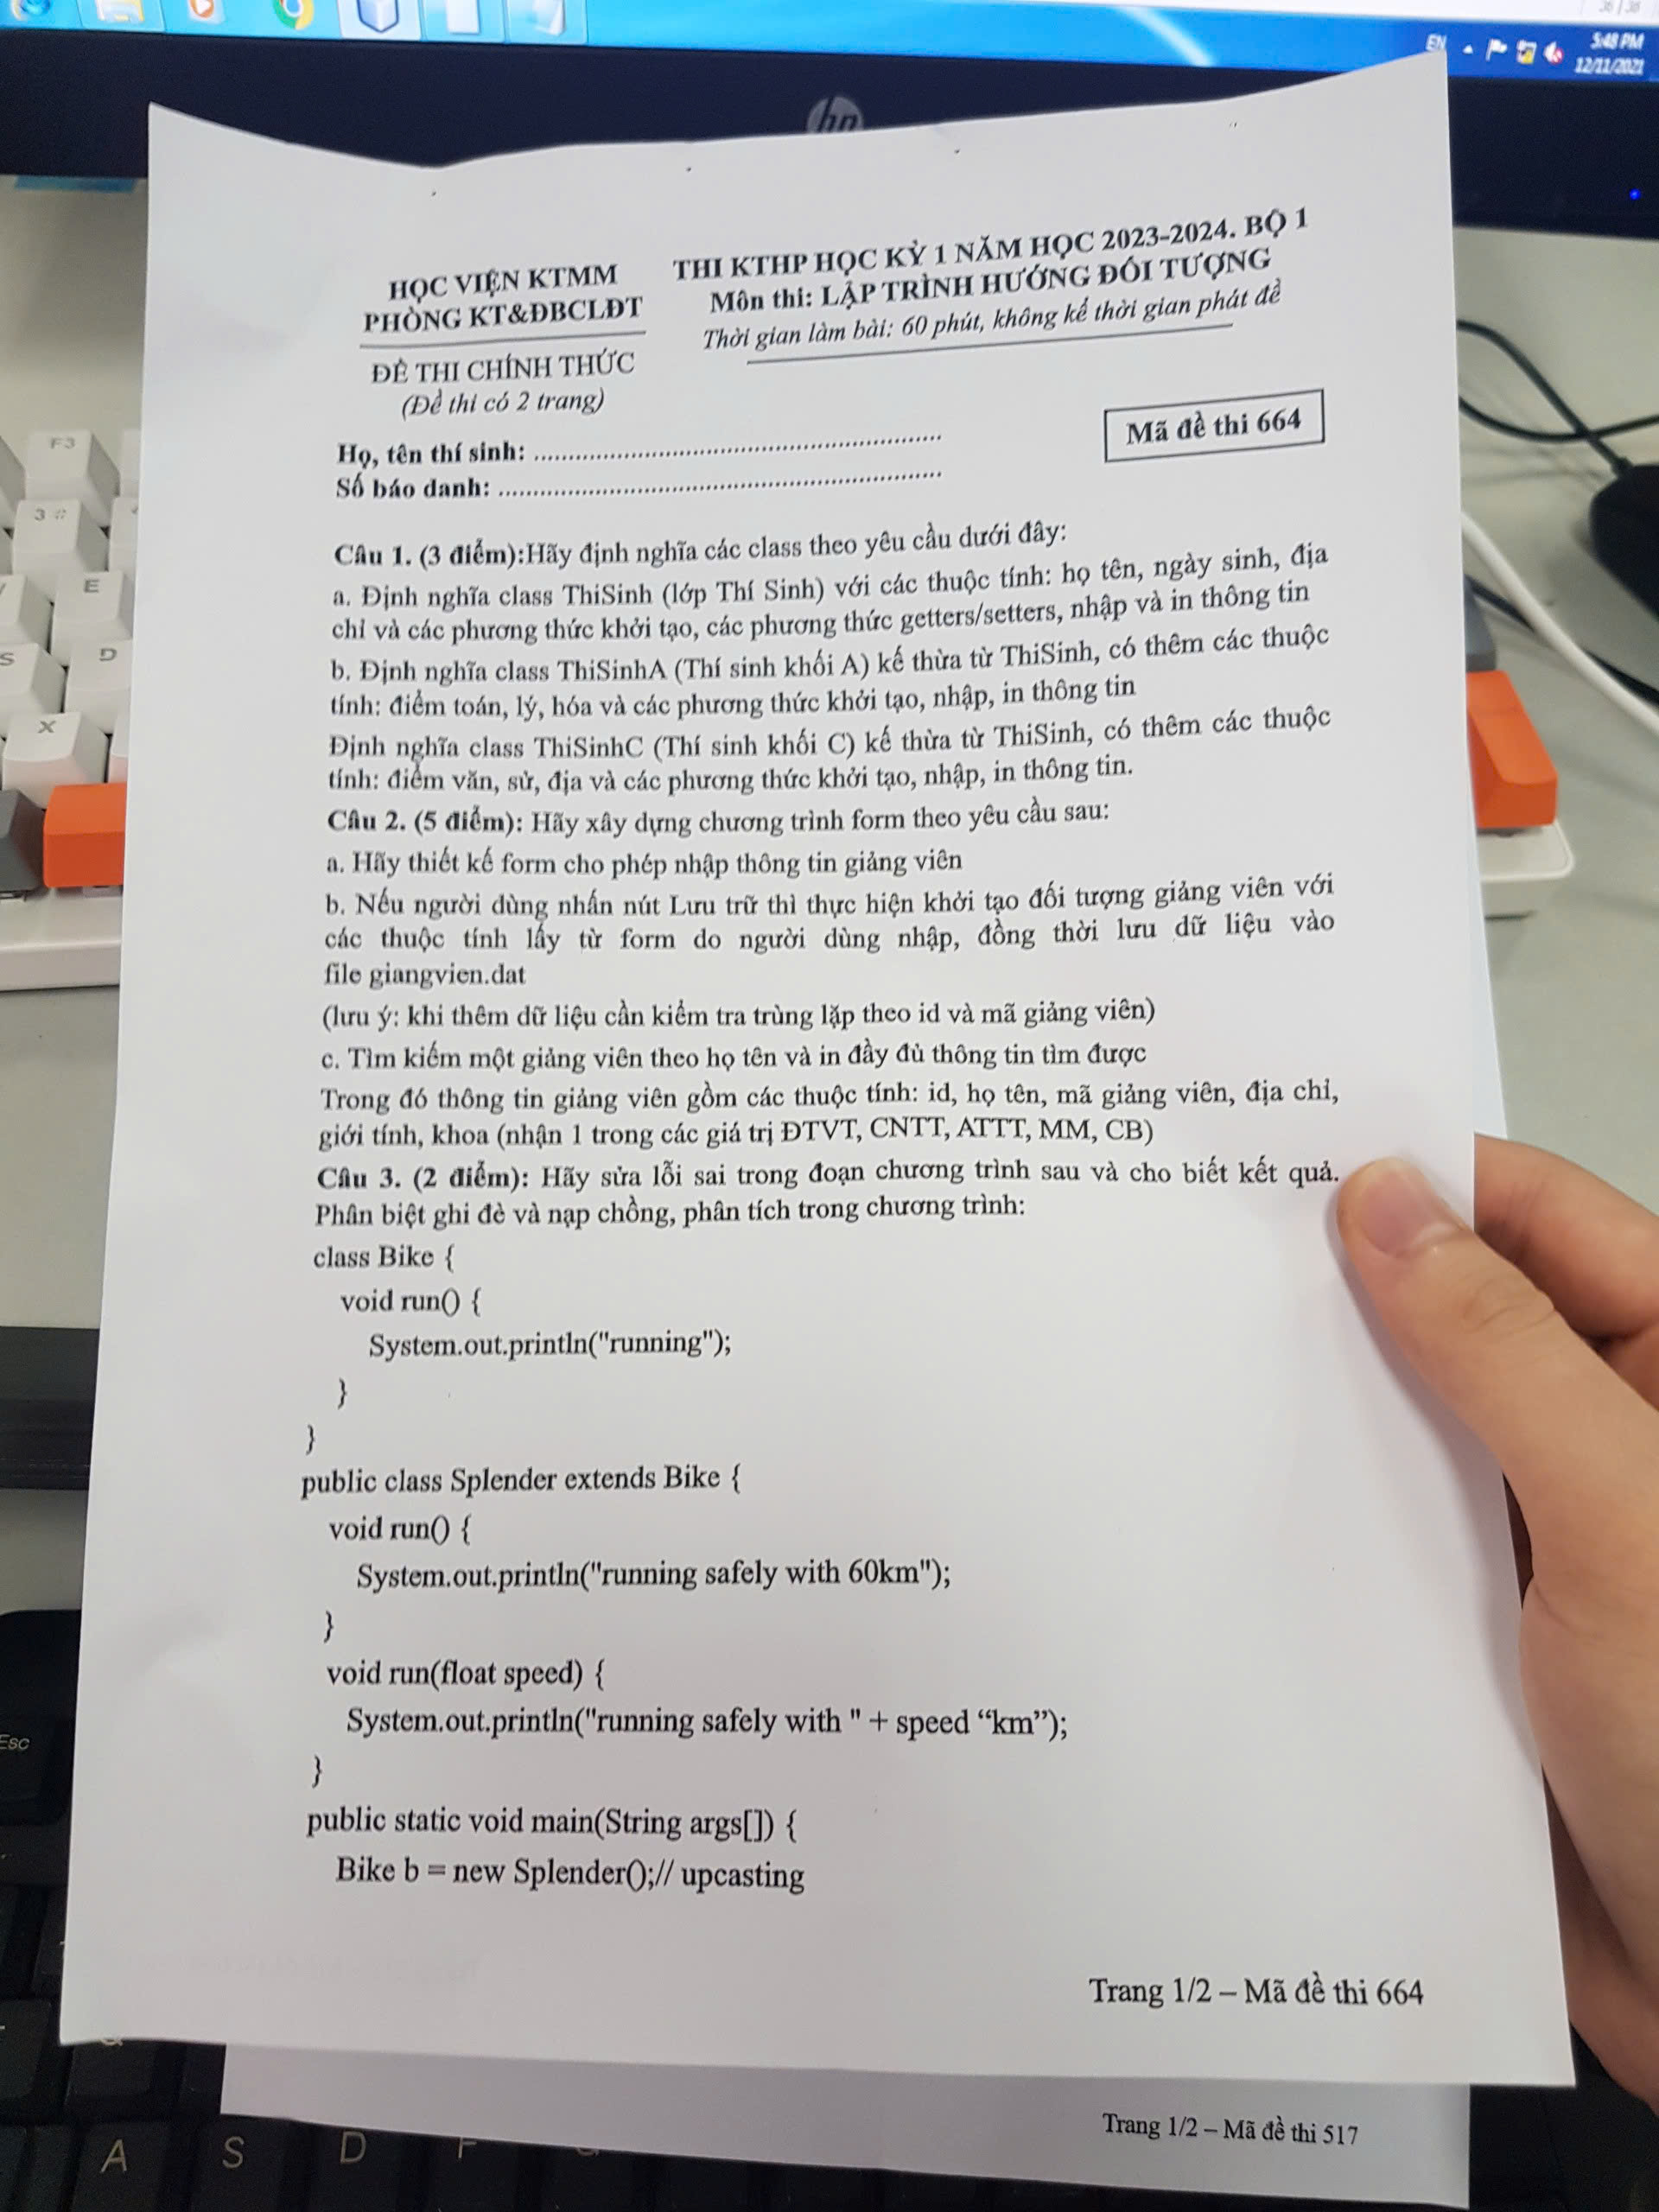 36 | 36
EN
5:48 PM
12/11/2021
hp
HỌC VIỆN KTMM
PHÒNG KT&ĐBCLĐT
ĐỀ THI CHÍNH THỨC
(Đề thi có 2 trang)
THI KTHP HỌC KỲ 1 NĂM HỌC 2023-2024. BỘ 1
Môn thi: LẬP TRÌNH HƯỚNG ĐỐI TƯỢNG
Thời gian làm bài: 60 phút, không kể thời gian phát đề
Họ, tên thí sinh: ............................................................
Số báo danh: .................................................................
Mã đề thi 664
Câu 1. (3 điểm):Hãy định nghĩa các class theo yêu cầu dưới đây:
a. Định nghĩa class ThiSinh (lớp Thí Sinh) với các thuộc tính: họ tên, ngày sinh, địa
chỉ và các phương thức khởi tạo, các phương thức getters/setters, nhập và in thông tin
b. Định nghĩa class ThiSinhA (Thí sinh khối A) kế thừa từ ThiSinh, có thêm các thuộc
tính: điểm toán, lý, hóa và các phương thức khởi tạo, nhập, in thông tin
Định nghĩa class ThiSinhC (Thí sinh khối C) kế thừa từ ThiSinh, có thêm các thuộc
tính: điểm văn, sử, địa và các phương thức khởi tạo, nhập, in thông tin.
Câu 2. (5 điểm): Hãy xây dựng chương trình form theo yêu cầu sau:
a. Hãy thiết kế form cho phép nhập thông tin giảng viên
b. Nếu người dùng nhấn nút Lưu trữ thì thực hiện khởi tạo đối tượng giảng viên với
các thuộc tính lấy từ form do người dùng nhập, đồng thời lưu dữ liệu vào
file giangvien.dat
(lưu ý: khi thêm dữ liệu cần kiểm tra trùng lặp theo id và mã giảng viên)
c. Tìm kiếm một giảng viên theo họ tên và in đầy đủ thông tin tìm được
Trong đó thông tin giảng viên gồm các thuộc tính: id, họ tên, mã giảng viên, địa chỉ,
giới tính, khoa (nhận 1 trong các giá trị ĐTVT, CNTT, ATTT, MM, CB)
Câu 3. (2 điểm): Hãy sửa lỗi sai trong đoạn chương trình sau và cho biết kết quả.
Phân biệt ghi đè và nạp chồng, phân tích trong chương trình:
class Bike {
void run() {
System.out.println("running");
}
}
public class Splender extends Bike {
void run() {
System.out.println("running safely with 60km");
}
void run(float speed) {
System.out.println("running safely with " + speed “km”);
}
public static void main(String args[]) {
Bike b = new Splender();// upcasting
Trang 1/2 – Mã đề thi 664
Trang 1/2 – Mã đề thi 517
F3
3 #
E
S
D
X
Esc
A
S
D
F